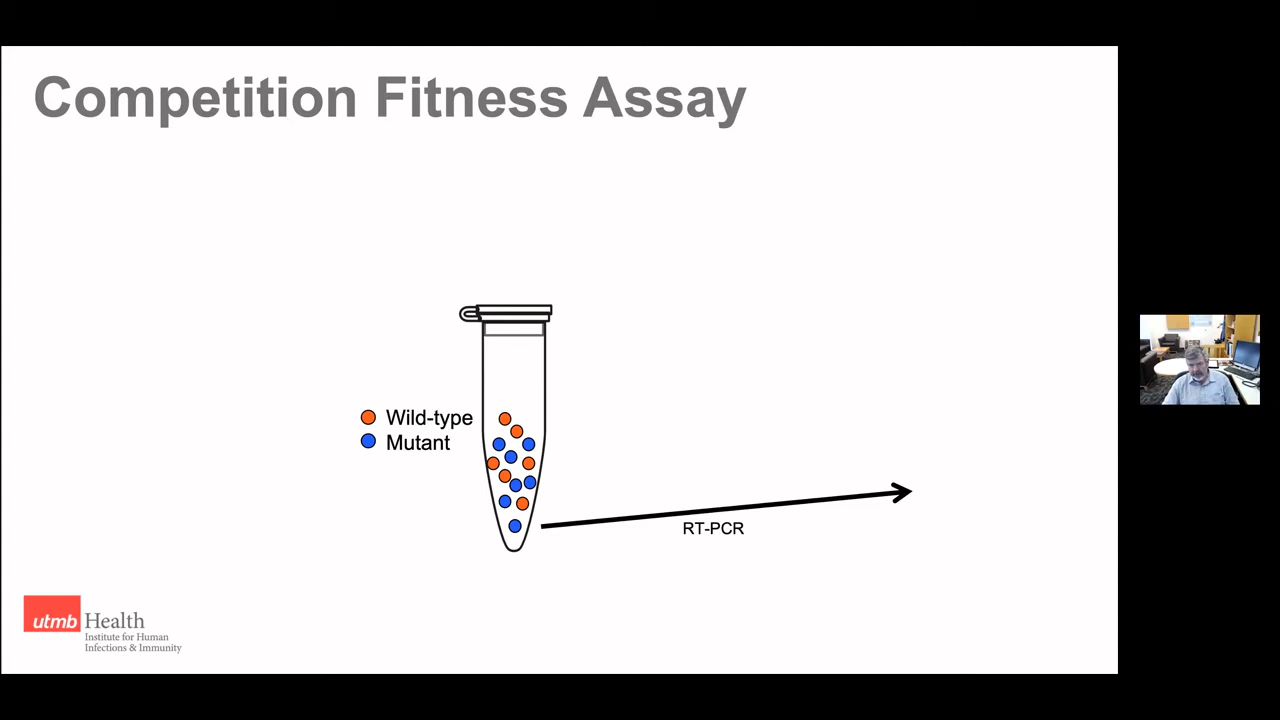 Competition Fitness Assay
Wild-type
Mutant
RT-PCR
utmb Health
Institute for Human
Infections & Immunity